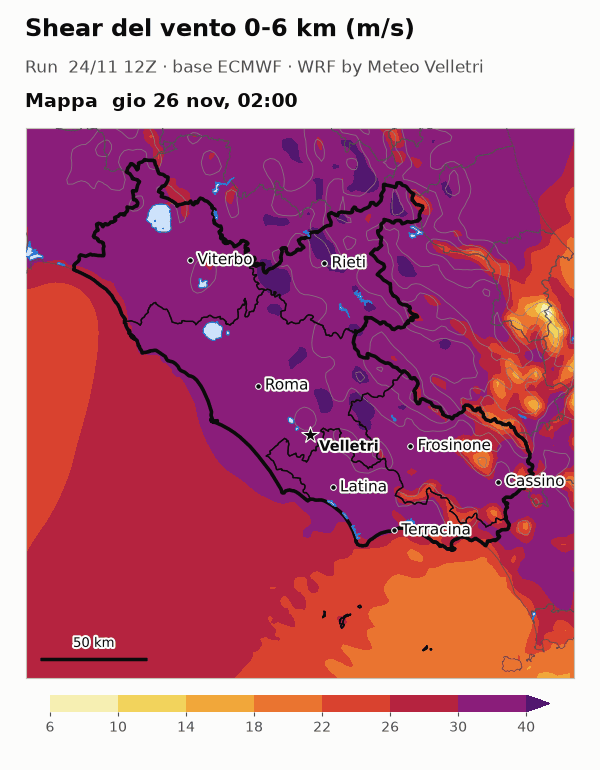 Shear del vento 0-6 km (m/s)
Run  24/11 12Z · base ECMWF · WRF by Meteo Velletri
Mappa  gio 26 nov, 02:00
Viterbo
Rieti
Roma
Velletri
Frosinone
Latina
Cassino
Terracina
50 km
6 10 14 18 22 26 30 40